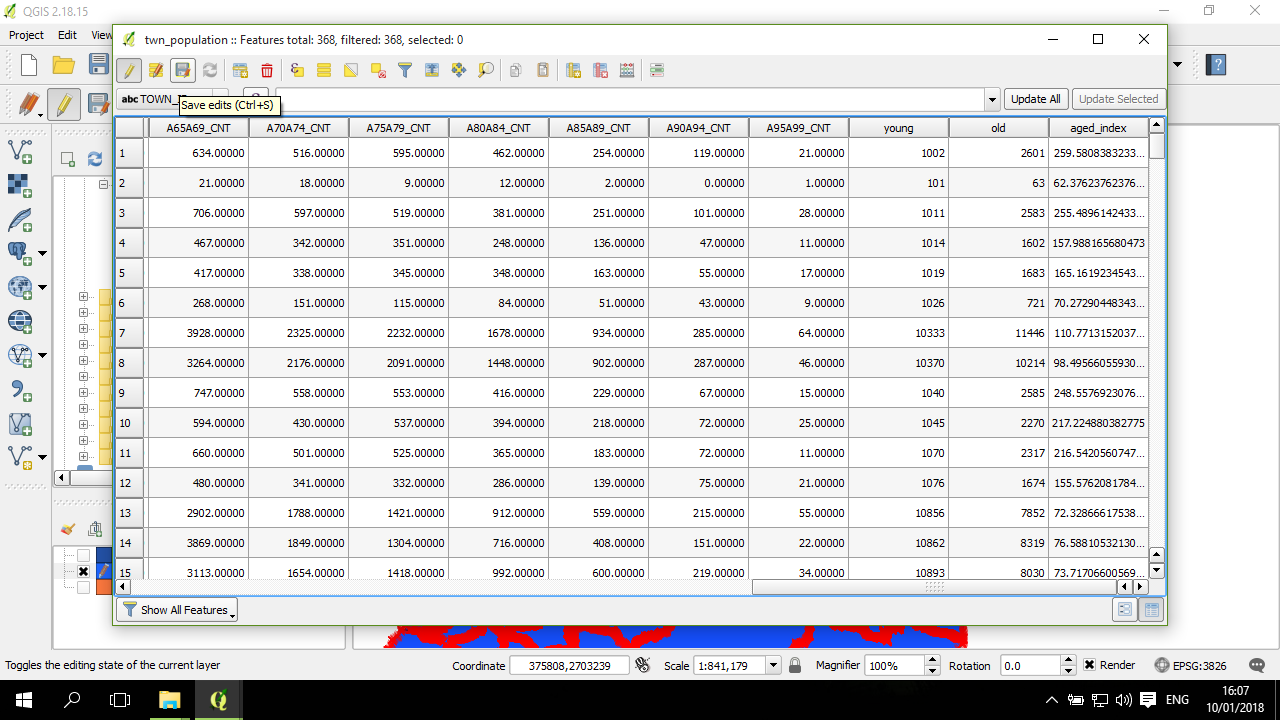 QGIS 2.18.15
Project Edit View
twn_population :: Features total: 368, filtered: 368, selected: 0
abc TOWN_
Update All Update Selected
Save edits (Ctrl+S)
A65A69_CNT A70A74_CNT A75A79_CNT A80A84_CNT A85A89_CNT A90A94_CNT A95A99_CNT young old aged_index
1 634.00000 516.00000 595.00000 462.00000 254.00000 119.00000 21.00000 1002 2601 259.5808383233...
2 21.00000 18.00000 9.00000 12.00000 2.00000 0.00000 1.00000 101 63 62.37623762376...
3 706.00000 597.00000 519.00000 381.00000 251.00000 101.00000 28.00000 1011 2583 255.4896142433...
4 467.00000 342.00000 351.00000 248.00000 136.00000 47.00000 11.00000 1014 1602 157.988165680473
5 417.00000 338.00000 345.00000 348.00000 163.00000 55.00000 17.00000 1019 1683 165.1619234543...
6 268.00000 151.00000 115.00000 84.00000 51.00000 43.00000 9.00000 1026 721 70.27290448343...
7 3928.00000 2325.00000 2232.00000 1678.00000 934.00000 285.00000 64.00000 10333 11446 110.7713152037...
8 3264.00000 2176.00000 2091.00000 1448.00000 902.00000 287.00000 46.00000 10370 10214 98.49566055930...
9 747.00000 558.00000 553.00000 416.00000 229.00000 67.00000 15.00000 1040 2585 248.5576923076...
10 594.00000 430.00000 537.00000 394.00000 218.00000 72.00000 25.00000 1045 2270 217.224880382775
11 660.00000 501.00000 525.00000 365.00000 183.00000 72.00000 11.00000 1070 2317 216.5420560747...
12 480.00000 341.00000 332.00000 286.00000 139.00000 75.00000 21.00000 1076 1674 155.5762081784...
13 2902.00000 1788.00000 1421.00000 912.00000 559.00000 215.00000 55.00000 10856 7852 72.32866617538...
14 3869.00000 1849.00000 1304.00000 716.00000 408.00000 151.00000 22.00000 10862 8319 76.58810532130...
15 3113.00000 1654.00000 1418.00000 992.00000 600.00000 219.00000 34.00000 10893 8030 73.71706600569...
Show All Features
Toggles the editing state of the current layer Coordinate 375808,2703239 Scale 1:841,179 Magnifier 100% Rotation 0.0 Render EPSG:3826
ENG 16:07
10/01/2018